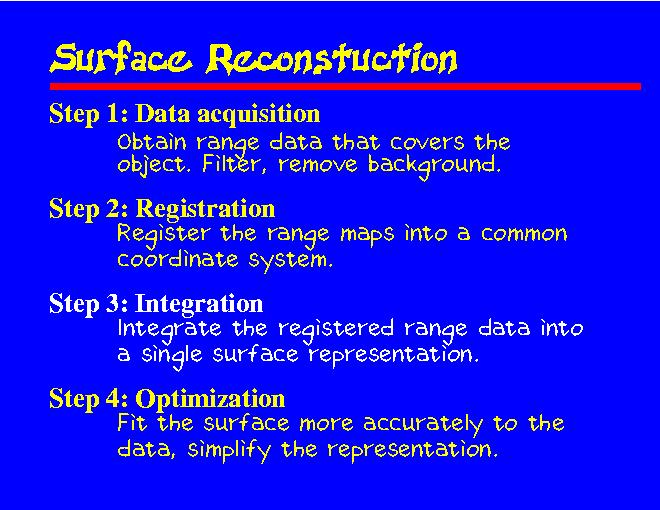 Surface Reconstuction
Step 1: Data acquisition
Obtain range data that covers the
object. Filter, remove background.
Step 2: Registration
Register the range maps into a common
coordinate system.
Step 3: Integration
Integrate the registered range data into
a single surface representation.
Step 4: Optimization
Fit the surface more accurately to the
data, simplify the representation.